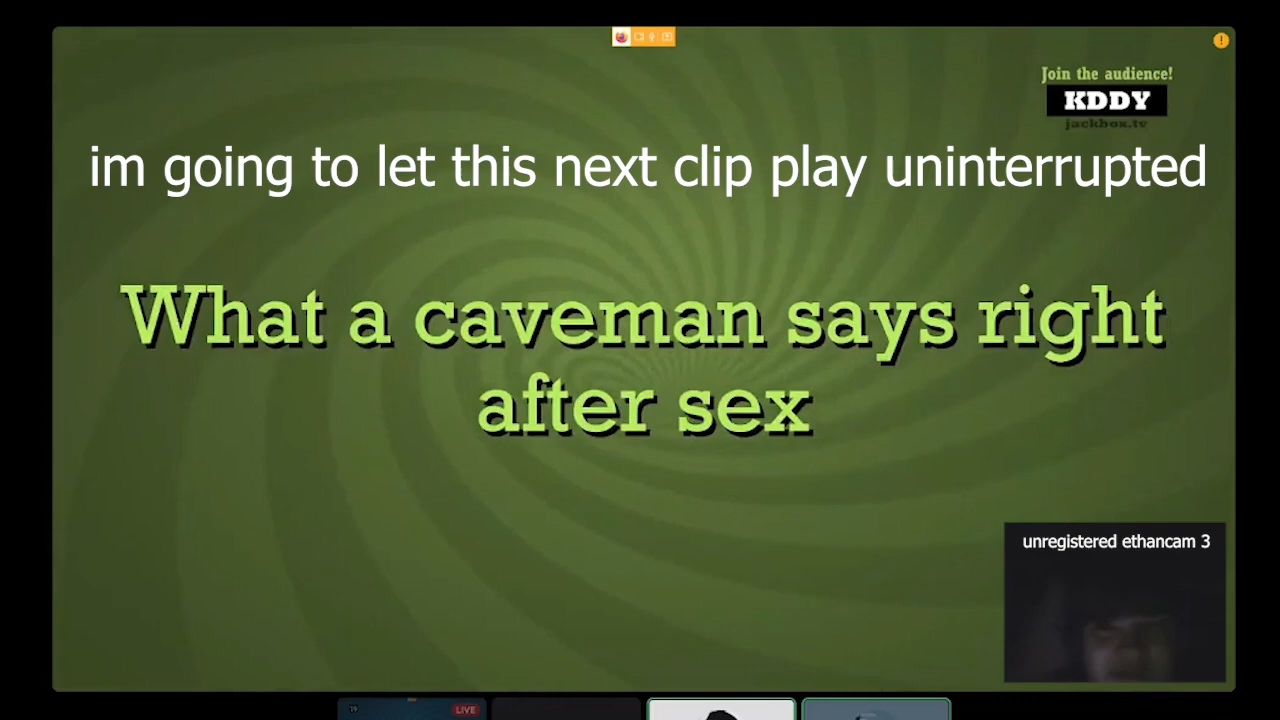 Join the audience!
KDDY
jackbox.tv
im going to let this next clip play uninterrupted
What a caveman says right
after sex
unregistered ethancam 3
LIVE